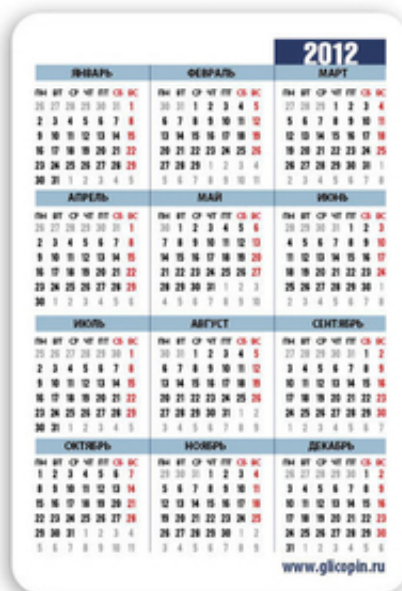 2012
ЯНВАРЬ
ПН ВТ СР ЧТ ПТ СБ ВС
26 27 28 29 30 31 1
2 3 4 5 6 7 8
9 10 11 12 13 14 15
16 17 18 19 20 21 22
23 24 25 26 27 28 29
30 31 1 2 3 4 5
ФЕВРАЛЬ
ПН ВТ СР ЧТ ПТ СБ ВС
30 31 1 2 3 4 5
6 7 8 9 10 11 12
13 14 15 16 17 18 19
20 21 22 23 24 25 26
27 28 29 1 2 3 4
5 6 7 8 9 10 11
МАРТ
ПН ВТ СР ЧТ ПТ СБ ВС
27 28 29 1 2 3 4
5 6 7 8 9 10 11
12 13 14 15 16 17 18
19 20 21 22 23 24 25
26 27 28 29 30 31 1
2 3 4 5 6 7 8
АПРЕЛЬ
ПН ВТ СР ЧТ ПТ СБ ВС
26 27 28 29 30 31 1
2 3 4 5 6 7 8
9 10 11 12 13 14 15
16 17 18 19 20 21 22
23 24 25 26 27 28 29
30 1 2 3 4 5 6
МАЙ
ПН ВТ СР ЧТ ПТ СБ ВС
30 1 2 3 4 5 6
7 8 9 10 11 12 13
14 15 16 17 18 19 20
21 22 23 24 25 26 27
28 29 30 31 1 2 3
4 5 6 7 8 9 10
ИЮНЬ
ПН ВТ СР ЧТ ПТ СБ ВС
28 29 30 31 1 2 3
4 5 6 7 8 9 10
11 12 13 14 15 16 17
18 19 20 21 22 23 24
25 26 27 28 29 30 1
2 3 4 5 6 7 8
ИЮЛЬ
ПН ВТ СР ЧТ ПТ СБ ВС
25 26 27 28 29 30 1
2 3 4 5 6 7 8
9 10 11 12 13 14 15
16 17 18 19 20 21 22
23 24 25 26 27 28 29
30 31 1 2 3 4 5
АВГУСТ
ПН ВТ СР ЧТ ПТ СБ ВС
30 31 1 2 3 4 5
6 7 8 9 10 11 12
13 14 15 16 17 18 19
20 21 22 23 24 25 26
27 28 29 30 31 1 2
3 4 5 6 7 8 9
СЕНТЯБРЬ
ПН ВТ СР ЧТ ПТ СБ ВС
27 28 29 30 31 1 2
3 4 5 6 7 8 9
10 11 12 13 14 15 16
17 18 19 20 21 22 23
24 25 26 27 28 29 30
1 2 3 4 5 6 7
ОКТЯБРЬ
ПН ВТ СР ЧТ ПТ СБ ВС
1 2 3 4 5 6 7
8 9 10 11 12 13 14
15 16 17 18 19 20 21
22 23 24 25 26 27 28
29 30 31 1 2 3 4
5 6 7 8 9 10 11
НОЯБРЬ
ПН ВТ СР ЧТ ПТ СБ ВС
29 30 31 1 2 3 4
5 6 7 8 9 10 11
12 13 14 15 16 17 18
19 20 21 22 23 24 25
26 27 28 29 30 1 2
3 4 5 6 7 8 9
ДЕКАБРЬ
ПН ВТ СР ЧТ ПТ СБ ВС
26 27 28 29 30 1 2
3 4 5 6 7 8 9
10 11 12 13 14 15 16
17 18 19 20 21 22 23
24 25 26 27 28 29 30
31 1 2 3 4 5 6
www.glicopin.ru